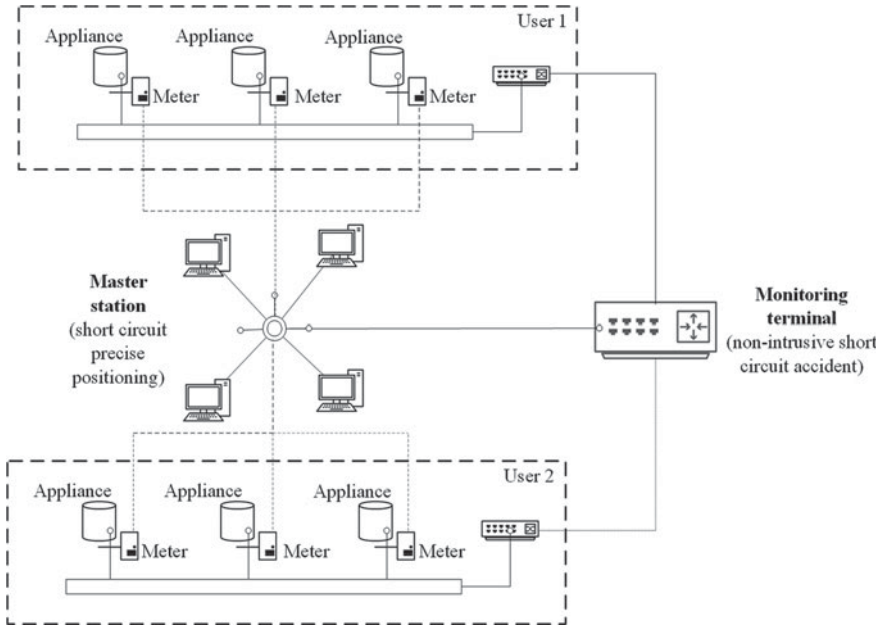 User 1
Appliance Appliance Appliance
Meter Meter Meter
Master
station
(short circuit
precise
positioning)
Monitoring
terminal
(non-intrusive short
circuit accident)
User 2
Appliance Appliance Appliance
Meter Meter Meter